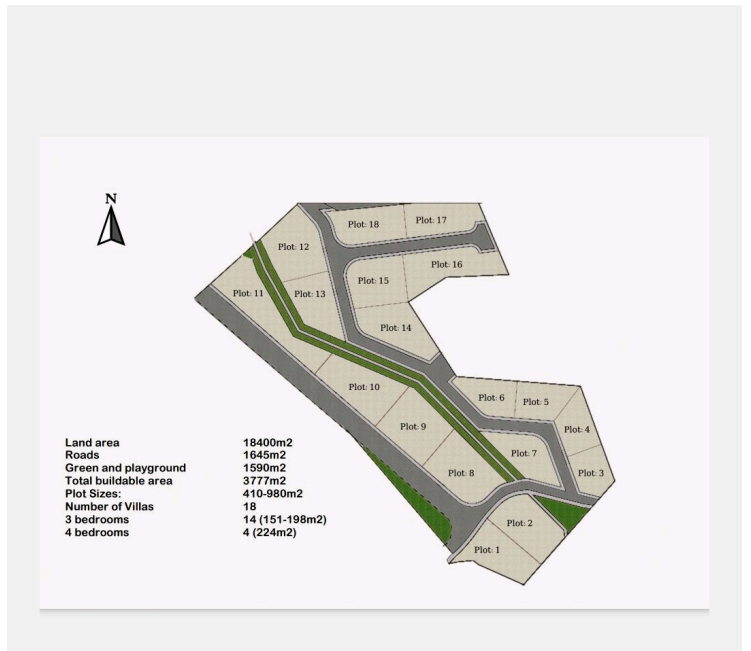 N
Plot: 18
Plot: 17
Plot: 12
Plot: 16
Plot: 15
Plot: 11
Plot: 13
Plot: 14
Plot: 10
Plot: 6
Plot: 5
Plot: 9
Plot: 4
Plot: 7
Plot: 8
Plot: 3
Plot: 2
Plot: 1
Land area 18400m2
Roads 1645m2
Green and playground 1590m2
Total buildable area 3777m2
Plot Sizes: 410-980m2
Number of Villas 18
3 bedrooms 14 (151-198m2)
4 bedrooms 4 (224m2)